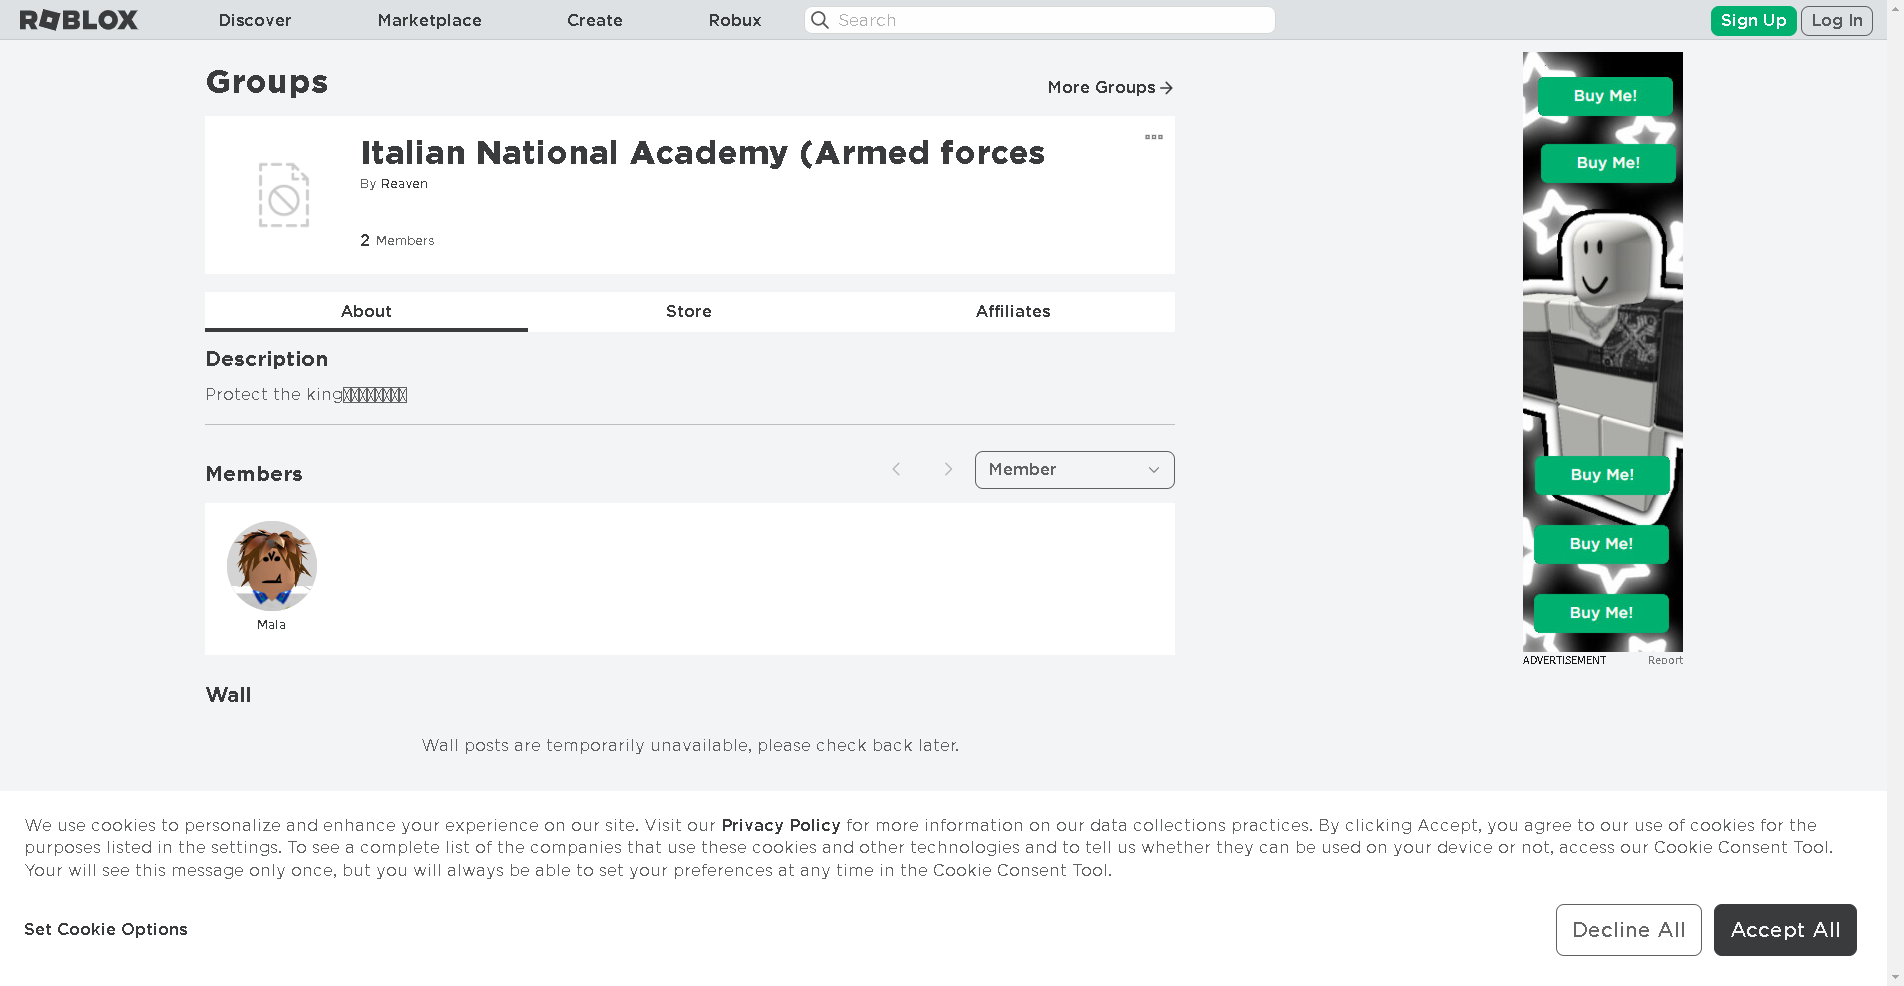 ROBLOX Discover Marketplace Create Robux Search Sign Up Log In
Groups
More Groups
Italian National Academy (Armed forces
By Reaven
2 Members
About Store Affiliates
Description
Protect the king
Members
Member
Mala
Wall
Wall posts are temporarily unavailable, please check back later.
Buy Me!
Buy Me!
Buy Me!
Buy Me!
Buy Me!
ADVERTISEMENT Report
We use cookies to personalize and enhance your experience on our site. Visit our Privacy Policy for more information on our data collections practices. By clicking Accept, you agree to our use of cookies for the
purposes listed in the settings. To see a complete list of the companies that use these cookies and other technologies and to tell us whether they can be used on your device or not, access our Cookie Consent Tool.
Your will see this message only once, but you will always be able to set your preferences at any time in the Cookie Consent Tool.
Set Cookie Options
Decline All Accept All